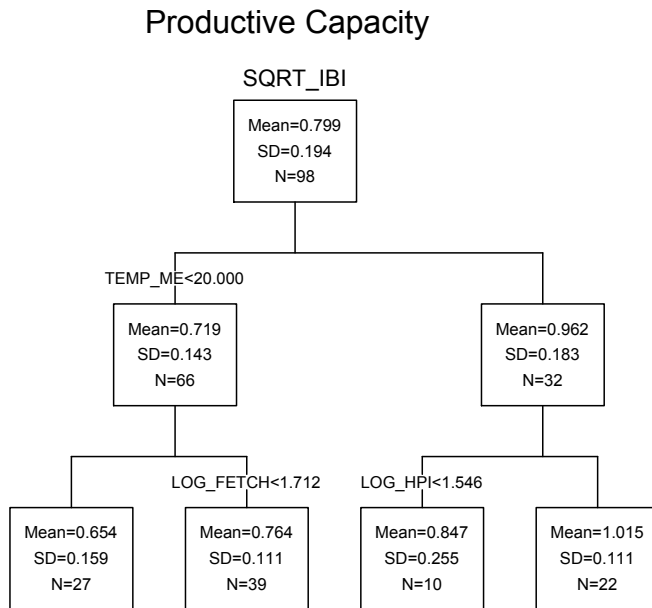 Productive Capacity
SQRT_IBI
Mean=0.799
SD=0.194
N=98
TEMP_ME<20.000
Mean=0.719
SD=0.143
N=66
Mean=0.962
SD=0.183
N=32
LOG_FETCH<1.712
LOG_HPI<1.546
Mean=0.654
SD=0.159
N=27
Mean=0.764
SD=0.111
N=39
Mean=0.847
SD=0.255
N=10
Mean=1.015
SD=0.111
N=22